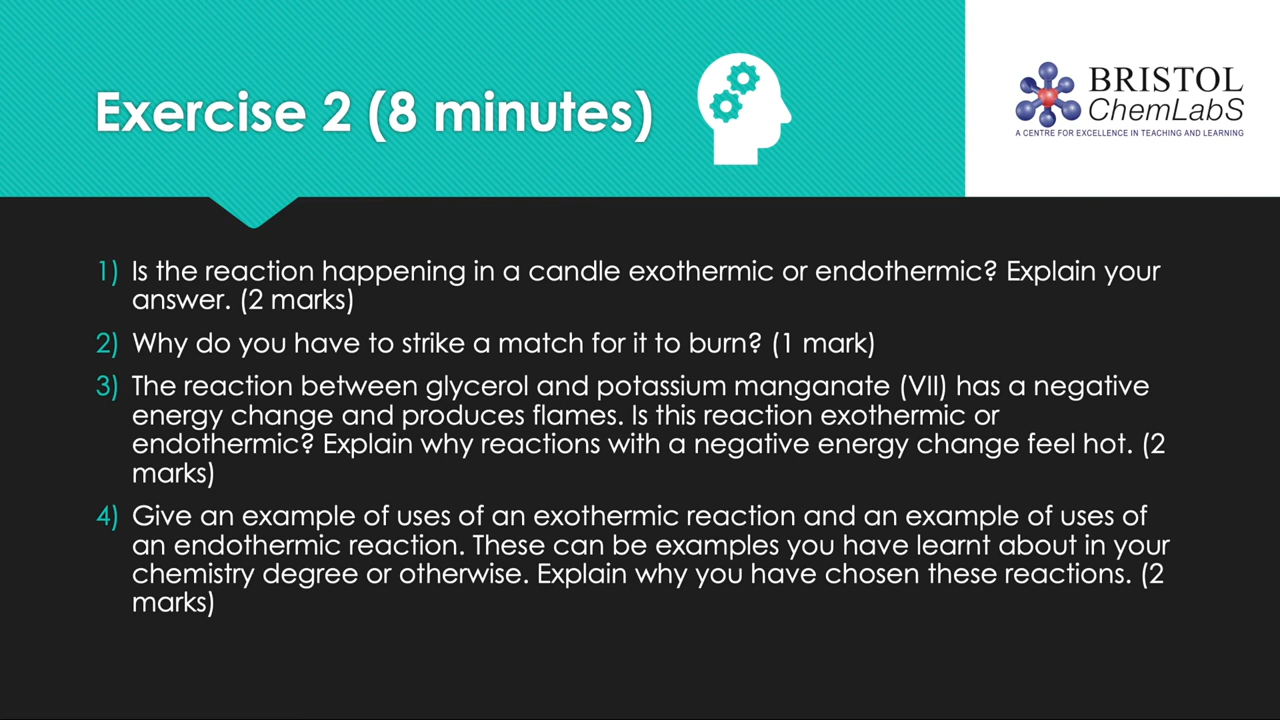 Exercise 2 (8 minutes)
BRISTOL
ChemLabS
A CENTRE FOR EXCELLENCE IN TEACHING AND LEARNING
1) Is the reaction happening in a candle exothermic or endothermic? Explain your
answer. (2 marks)
2) Why do you have to strike a match for it to burn? (1 mark)
3) The reaction between glycerol and potassium manganate (VII) has a negative
energy change and produces flames. Is this reaction exothermic or
endothermic? Explain why reactions with a negative energy change feel hot. (2
marks)
4) Give an example of uses of an exothermic reaction and an example of uses of
an endothermic reaction. These can be examples you have learnt about in your
chemistry degree or otherwise. Explain why you have chosen these reactions. (2
marks)